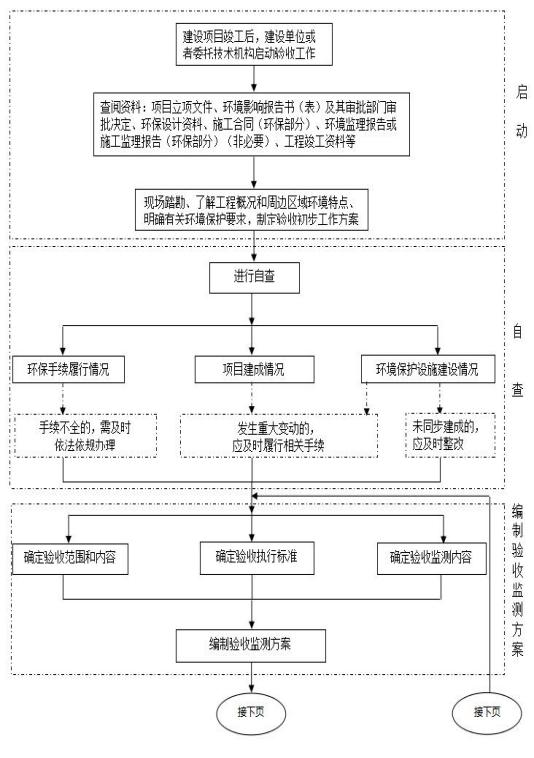 建设项目竣工后，建设单位或
者委托技术机构启动验收工作
查阅资料：项目立项文件、环境影响报告书（表）及其审批部门审
批决定、环保设计资料、施工合同（环保部分）、环境监理报告或
施工监理报告（环保部分）（非必要）、工程竣工资料等
现场踏勘、了解工程概况和周边区域环境特点、
明确有关环境保护要求，制定验收初步工作方案
启
动
进行自查
环保手续履行情况
项目建成情况
环境保护设施建设情况
手续不全的，需及时
依法依规办理
发生重大变动的，
应及时履行相关手续
未同步建成的，
应及时整改
自
查
确定验收范围和内容
确定验收执行标准
确定验收监测内容
编制验收监测方案
编
制
验
收
监
测
方
案
接下页
接下页